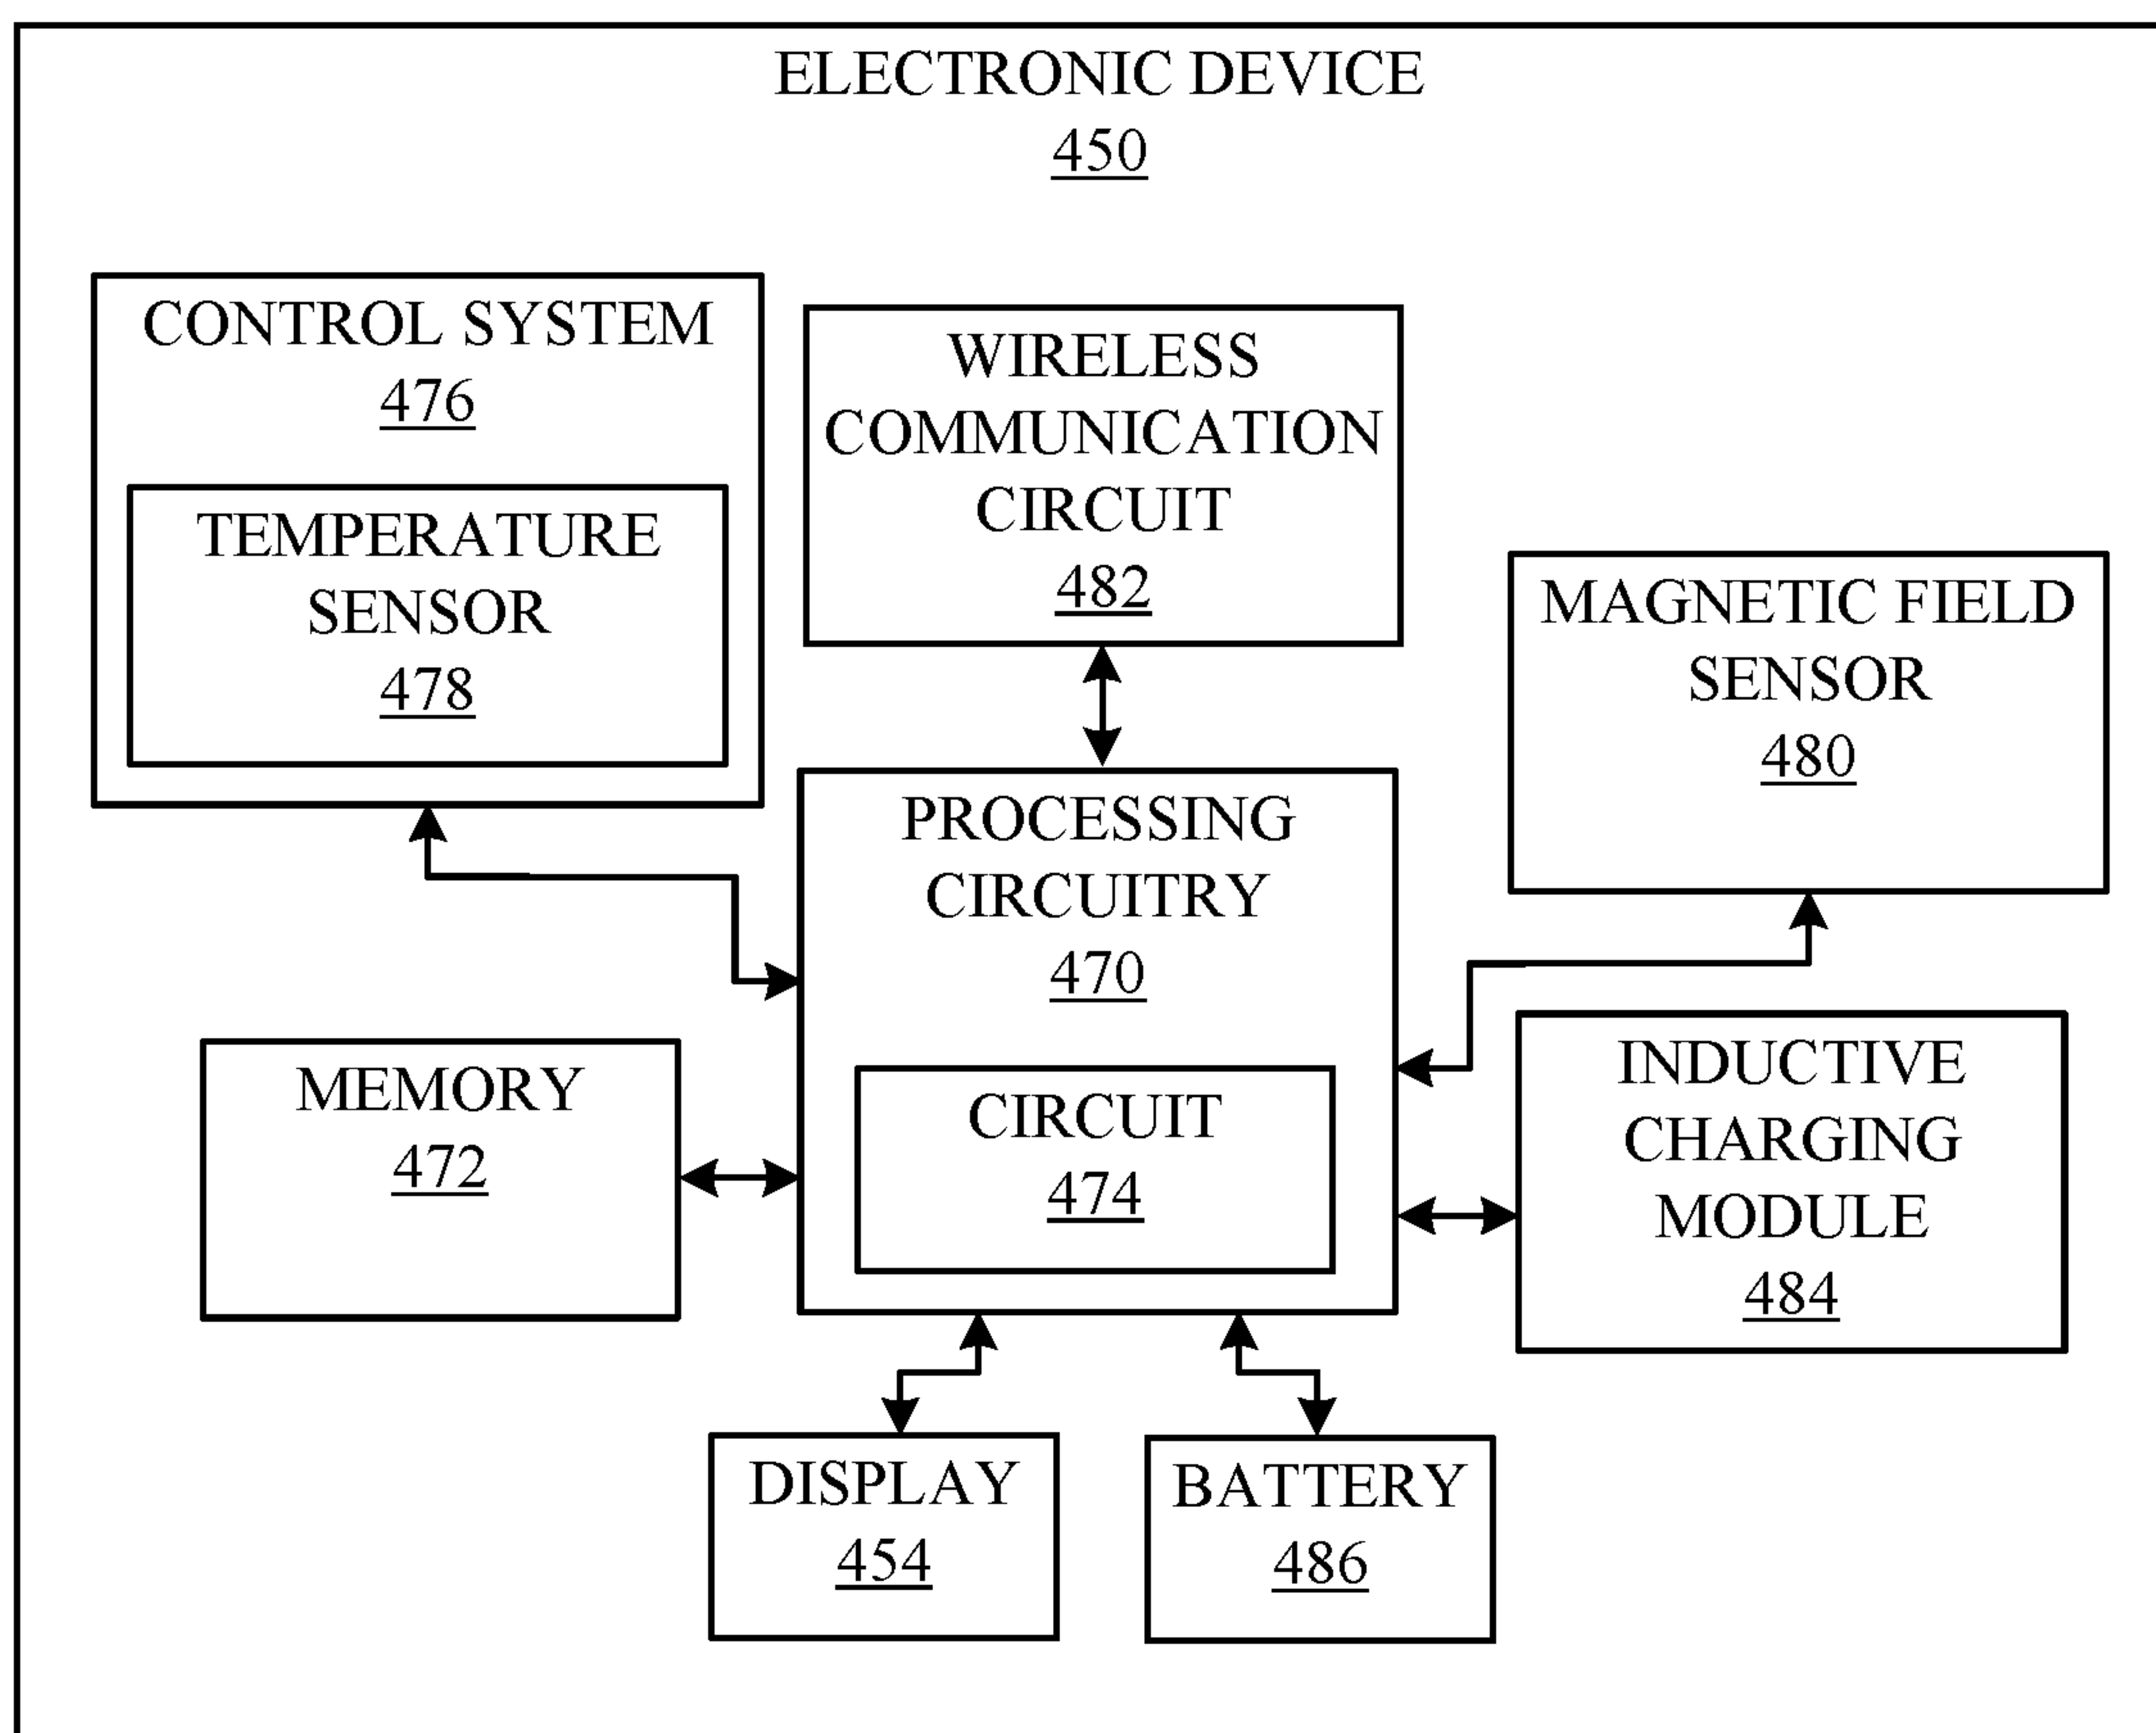 ELECTRONIC DEVICE
450
CONTROL SYSTEM
476
TEMPERATURE
SENSOR
478
WIRELESS
COMMUNICATION
CIRCUIT
482
MAGNETIC FIELD
SENSOR
480
PROCESSING
CIRCUITRY
470
CIRCUIT
474
MEMORY
472
INDUCTIVE
CHARGING
MODULE
484
DISPLAY
454
BATTERY
486